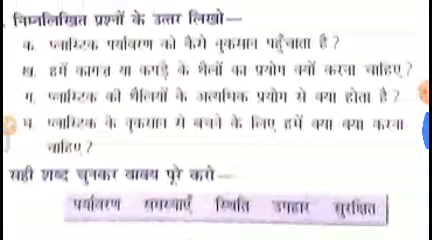 निम्नलिखित प्रश्नों के उत्तर लिखो—
क. प्लास्टिक पर्यावरण को कैसे नुकसान पहुँचाता है?
ख. हमें कागज़ या कपड़े के थैलों का प्रयोग क्यों करना चाहिए?
ग. प्लास्टिक की थैलियों के अत्यधिक प्रयोग से क्या होता है?
घ. प्लास्टिक के नुकसान से बचने के लिए हमें क्या क्या करना
चाहिए?
सही शब्द चुनकर वाक्य पूरे करो—
पर्यावरण समस्याएँ स्थिति उपहार सुरक्षित